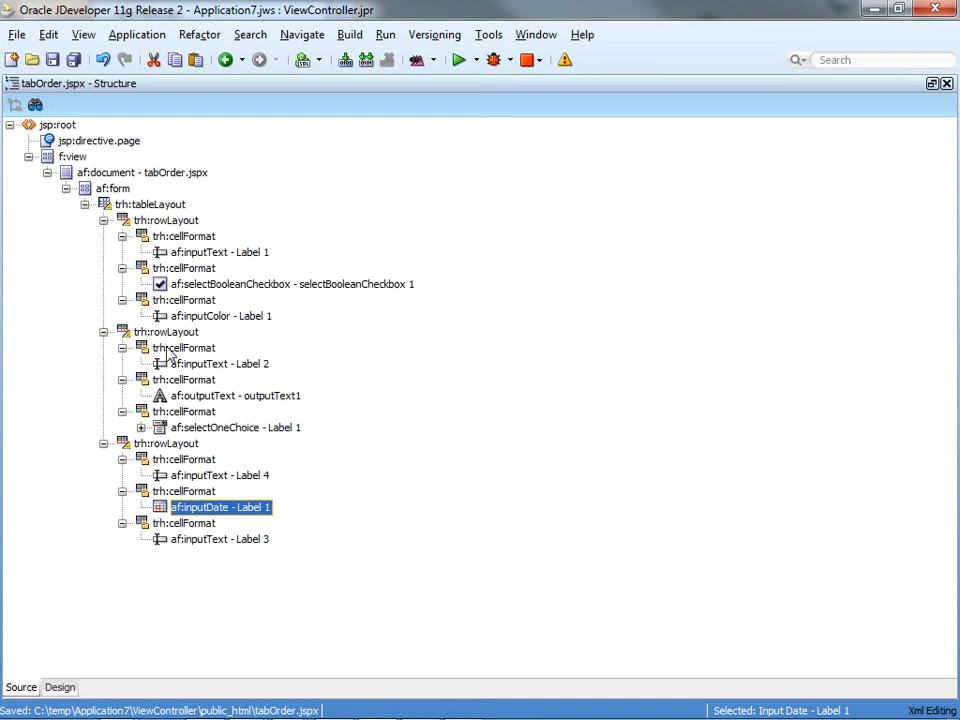 Oracle JDeveloper 11g Release 2 - Application7.jws : ViewController.jpr
File Edit View Application Refactor Search Navigate Build Run Versioning Tools Window Help
Search
tabOrder.jspx - Structure
jsp:root
jsp:directive.page
f:view
af:document - tabOrder.jspx
af:form
trh:tableLayout
trh:rowLayout
trh:cellFormat
af:inputText - Label 1
trh:cellFormat
af:selectBooleanCheckbox - selectBooleanCheckbox 1
trh:cellFormat
af:inputColor - Label 1
trh:rowLayout
trh:cellFormat
af:inputText - Label 2
trh:cellFormat
af:outputText - outputText1
trh:cellFormat
af:selectOneChoice - Label 1
trh:rowLayout
trh:cellFormat
af:inputText - Label 4
trh:cellFormat
af:inputDate - Label 1
trh:cellFormat
af:inputText - Label 3
Source Design
Saved: C:\temp\Application7\ViewController\public_html\tabOrder.jspx Selected: Input Date - Label 1 Xml Editing